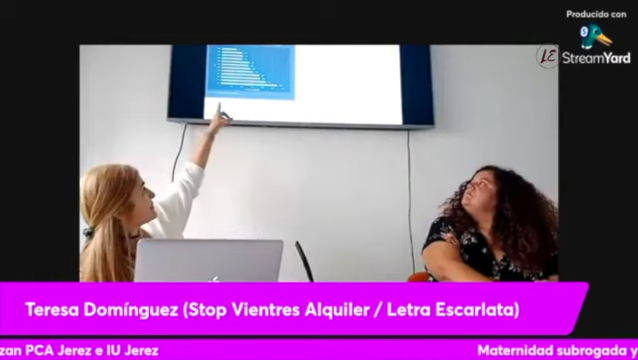 Producido con
StreamYard
LE
Teresa Domínguez (Stop Vientres Alquiler / Letra Escarlata)
zan PCA Jerez e IU Jerez
Maternidad subrogada y